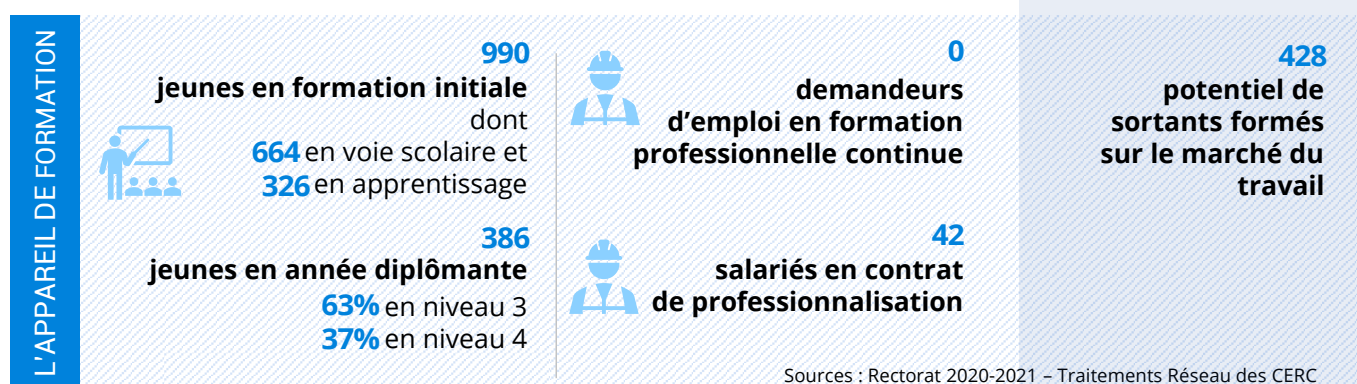 L'APPAREIL DE FORMATION
990
jeunes en formation initiale
dont
664 en voie scolaire et
326 en apprentissage
386
jeunes en année diplômante
63% en niveau 3
37% en niveau 4
0
demandeurs
d’emploi en formation
professionnelle continue
42
salariés en contrat
de professionnalisation
428
potentiel de
sortants formés
sur le marché du
travail
Sources : Rectorat 2020-2021 – Traitements Réseau des CERC